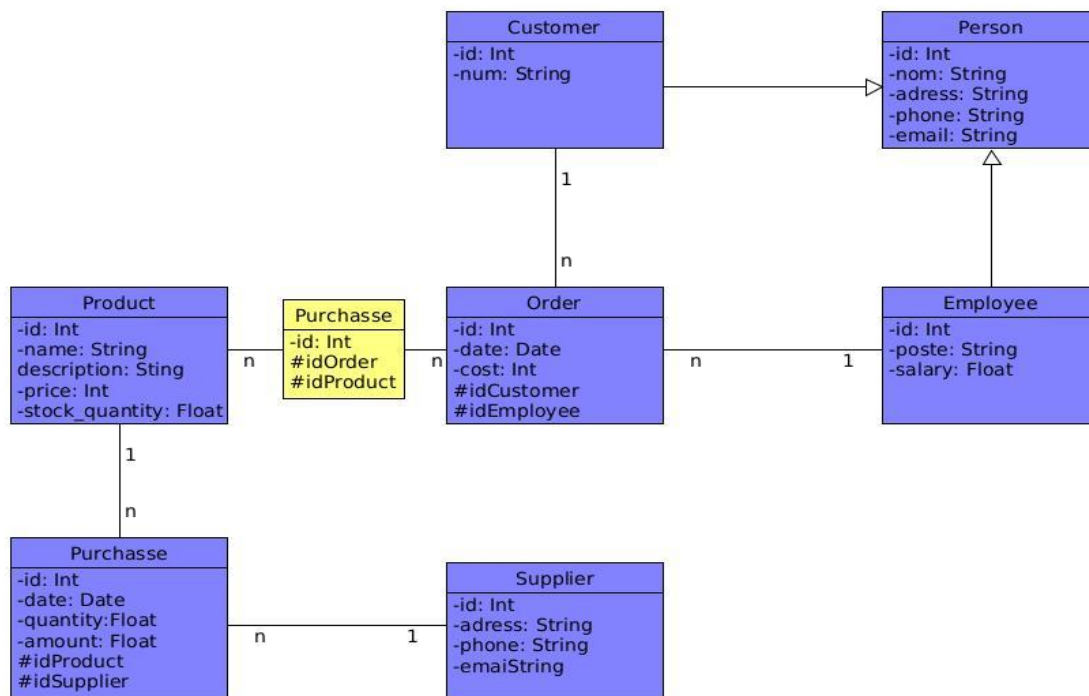 Customer
-id: Int
-num: String
Person
-id: Int
-nom: String
-adress: String
-phone: String
-email: String
1
n
Product
-id: Int
-name: String
description: Sting
-price: Int
-stock_quantity: Float
n
Purchasse
-id: Int
#idOrder
#idProduct
n
Order
-id: Int
-date: Date
-cost: Int
#idCustomer
#idEmployee
n
1
Employee
-id: Int
-poste: String
-salary: Float
1
n
Purchasse
-id: Int
-date: Date
-quantity:Float
-amount: Float
#idProduct
#idSupplier
n
1
Supplier
-id: Int
-adress: String
-phone: String
-emaiString